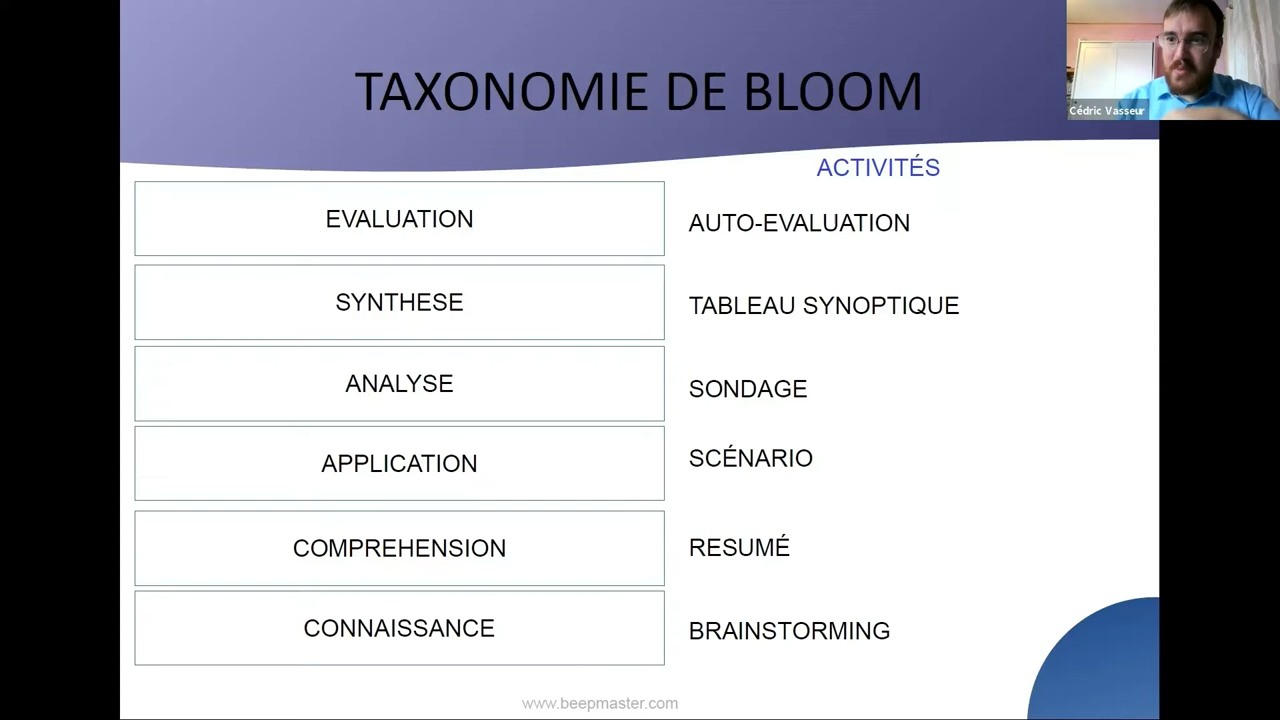 TAXONOMIE DE BLOOM
Cédric Vasseur
ACTIVITÉS
EVALUATION
AUTO-EVALUATION
SYNTHESE
TABLEAU SYNOPTIQUE
ANALYSE
SONDAGE
APPLICATION
SCÉNARIO
COMPREHENSION
RESUMÉ
CONNAISSANCE
BRAINSTORMING
www.beepmaster.com